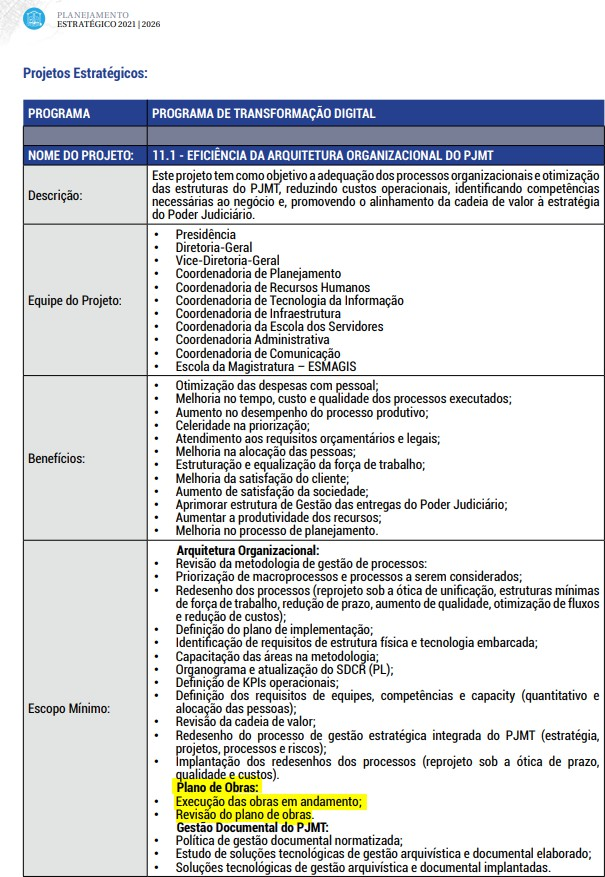 PLANEJAMENTO
ESTRATÉGICO 2021 | 2026
Projetos Estratégicos:
PROGRAMA
PROGRAMA DE TRANSFORMAÇÃO DIGITAL
NOME DO PROJETO:
11.1 - EFICIÊNCIA DA ARQUITETURA ORGANIZACIONAL DO PJMT
Descrição:
Este projeto tem como objetivo a adequação dos processos organizacionais e otimização
das estruturas do PJMT, reduzindo custos operacionais, identificando competências
necessárias ao negócio e, promovendo o alinhamento da cadeia de valor à estratégia
do Poder Judiciário.
Equipe do Projeto:
• Presidência
• Diretoria-Geral
• Vice-Diretoria-Geral
• Coordenadoria de Planejamento
• Coordenadoria de Recursos Humanos
• Coordenadoria de Tecnologia da Informação
• Coordenadoria de Infraestrutura
• Coordenadoria da Escola dos Servidores
• Coordenadoria Administrativa
• Coordenadoria de Comunicação
• Escola da Magistratura – ESMAGIS
Benefícios:
• Otimização das despesas com pessoal;
• Melhoria no tempo, custo e qualidade dos processos executados;
• Aumento no desempenho do processo produtivo;
• Celeridade na priorização;
• Atendimento aos requisitos orçamentários e legais;
• Melhoria na alocação das pessoas;
• Estruturação e equalização da força de trabalho;
• Melhoria da satisfação do cliente;
• Aumento de satisfação da sociedade;
• Aprimorar estrutura de Gestão das entregas do Poder Judiciário;
• Aumentar a produtividade dos recursos;
• Melhoria no processo de planejamento.
Escopo Mínimo:
Arquitetura Organizacional:
• Revisão da metodologia de gestão de processos:
• Priorização de macroprocessos e processos a serem considerados;
• Redesenho dos processos (reprojeto sob a ótica de unificação, estruturas mínimas
de força de trabalho, redução de prazo, aumento de qualidade, otimização de fluxos
e redução de custos);
• Definição do plano de implementação;
• Identificação de requisitos de estrutura física e tecnologia embarcada;
• Capacitação das áreas na metodologia;
• Organograma e atualização do SDCR (PL);
• Definição de KPIs operacionais;
• Definição dos requisitos de equipes, competências e capacity (quantitativo e
alocação das pessoas);
• Revisão da cadeia de valor;
• Redesenho do processo de gestão estratégica integrada do PJMT (estratégia,
projetos, processos e riscos);
• Implantação dos redesenhos dos processos (reprojeto sob a ótica de prazo,
qualidade e custos).
Plano de Obras:
• Execução das obras em andamento;
• Revisão do plano de obras.
Gestão Documental do PJMT:
• Política de gestão documental normatizada;
• Estudo de soluções tecnológicas de gestão arquivística e documental elaborado;
• Soluções tecnológicas de gestão arquivística e documental implantadas.